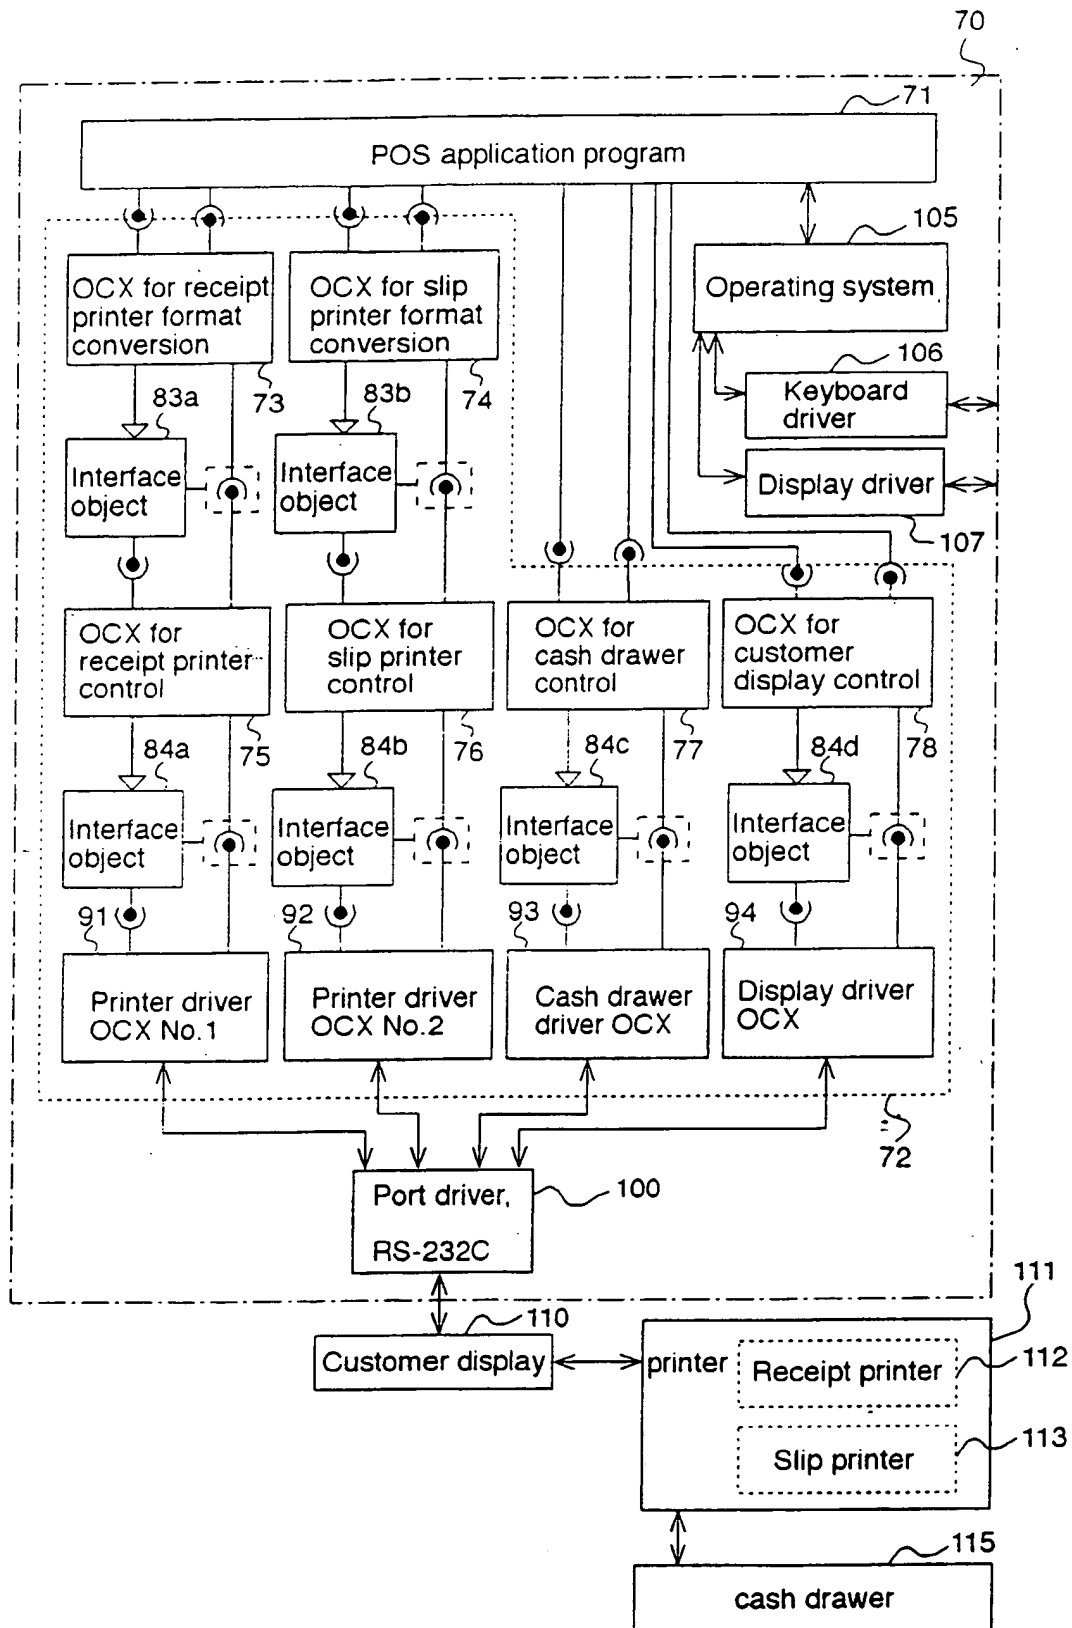 70
71
POS application program
105
OCX for receipt
printer format
conversion
OCX for slip
printer format
conversion
Operating system
106
Keyboard
driver
83a
73
83b
74
Interface
object
Interface
object
Display driver
107
OCX for
receipt printer
control
OCX for
slip printer
control
OCX for
cash drawer
control
OCX for
customer
display control
84a
75
84b
76
84c
77
84d
78
Interface
object
Interface
object
Interface
object
Interface
object
91
92
93
94
Printer driver
OCX No.1
Printer driver
OCX No.2
Cash drawer
driver OCX
Display driver
OCX
72
Port driver,
RS-232C
100
110
111
Customer display
printer
Receipt printer
112
Slip printer
113
115
cash drawer